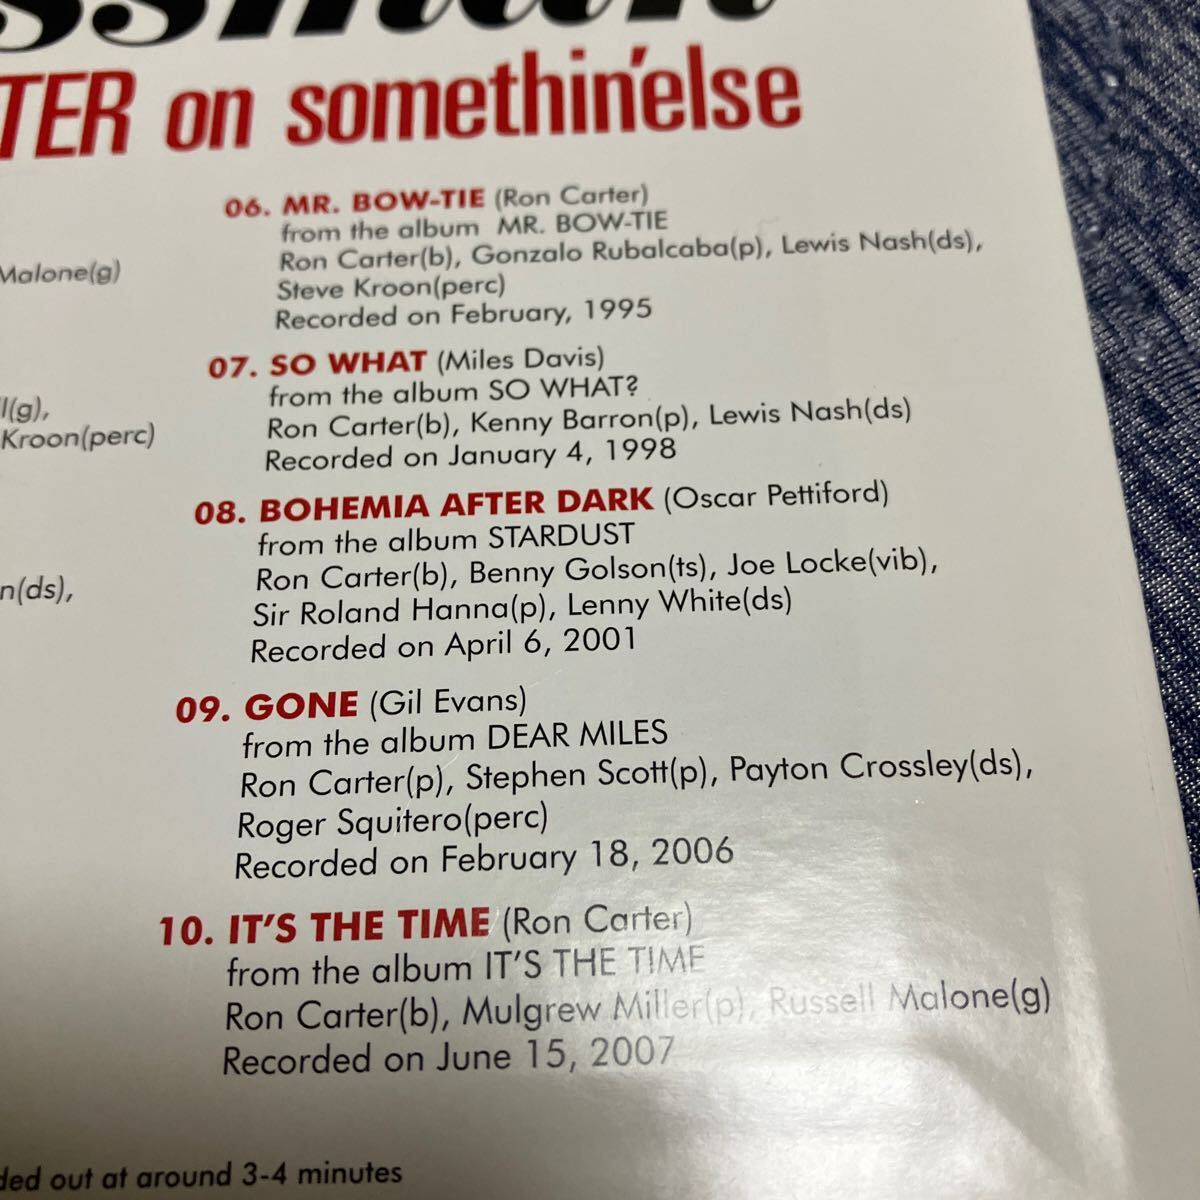 TER on somethin'else
Malone(g)
l(g),
Kroon(perc)
n(ds),
06. MR. BOW-TIE (Ron Carter)
from the album MR. BOW-TIE
Ron Carter(b), Gonzalo Rubalcaba(p), Lewis Nash(ds),
Steve Kroon(perc)
Recorded on February, 1995
07. SO WHAT (Miles Davis)
from the album SO WHAT?
Ron Carter(b), Kenny Barron(p), Lewis Nash(ds)
Recorded on January 4, 1998
08. BOHEMIA AFTER DARK (Oscar Pettiford)
from the album STARDUST
Ron Carter(b), Benny Golson(ts), Joe Locke(vib),
Sir Roland Hanna(p), Lenny White(ds)
Recorded on April 6, 2001
09. GONE (Gil Evans)
from the album DEAR MILES
Ron Carter(p), Stephen Scott(p), Payton Crossley(ds),
Roger Squitero(perc)
Recorded on February 18, 2006
10. IT'S THE TIME (Ron Carter)
from the album IT'S THE TIME
Ron Carter(b), Mulgrew Miller(p), Russell Malone(g)
Recorded on June 15, 2007
ded out at around 3-4 minutes